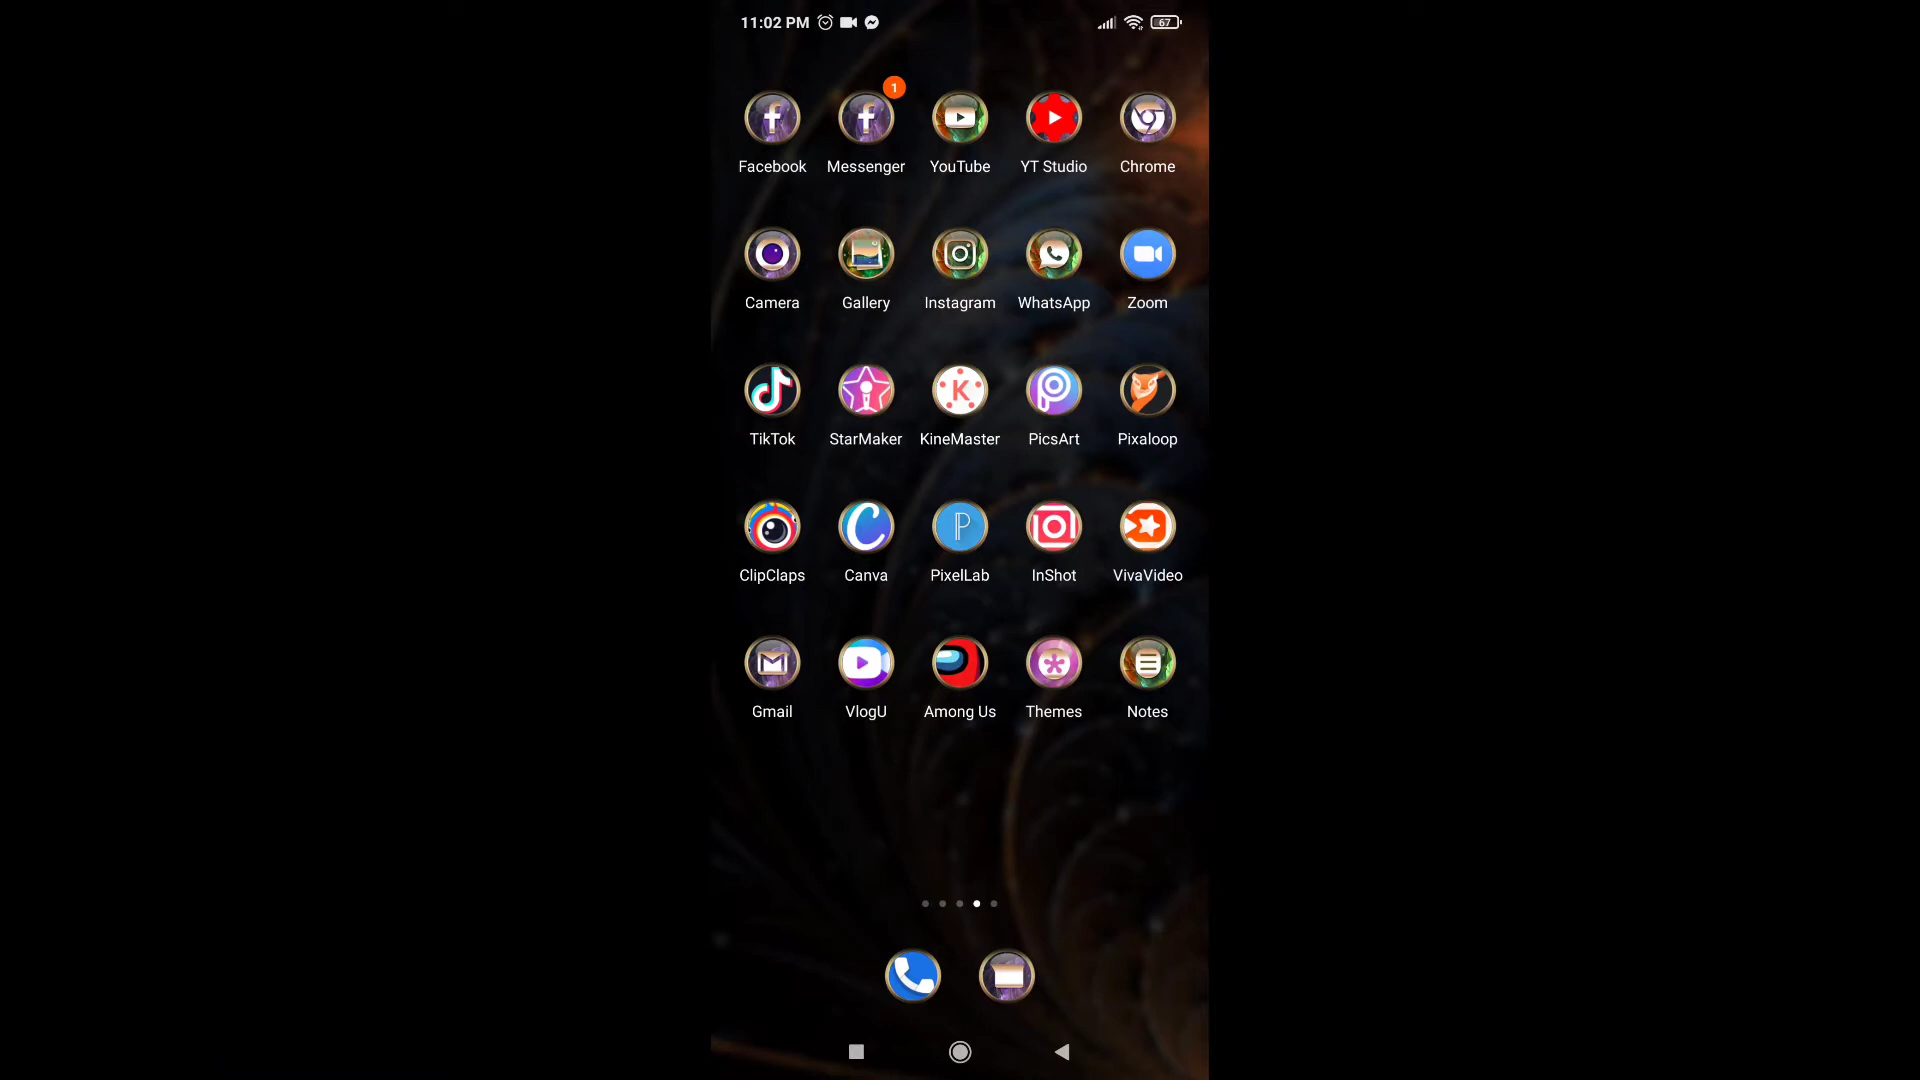 11:02 PM 67
1
Facebook Messenger YouTube YT Studio Chrome
Camera Gallery Instagram WhatsApp Zoom
TikTok StarMaker KineMaster PicsArt Pixaloop
ClipClaps Canva PixelLab InShot VivaVideo
Gmail VlogU Among Us Themes Notes